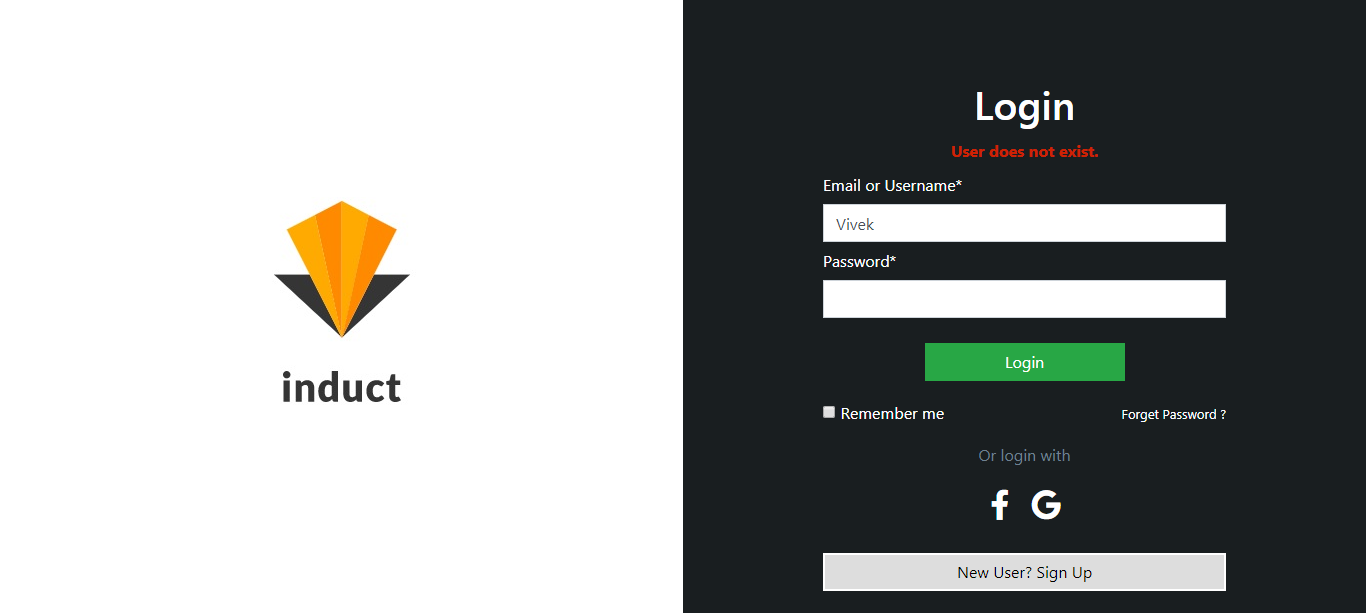 induct
Login
User does not exist.
Email or Username*
Vivek
Password*
Login
Remember me
Forget Password ?
Or login with
New User? Sign Up